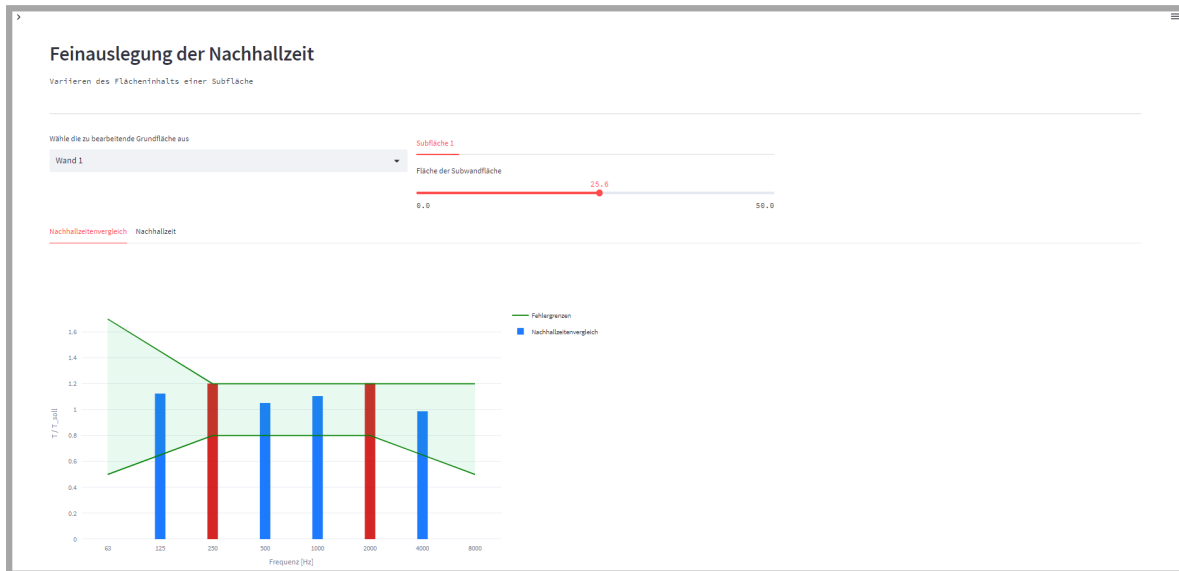 Feinauslegung der Nachhallzeit
Variieren des Flächeninhalts einer Subfläche
Wähle die zu bearbeitende Grundfläche aus
Wand 1
Subfläche 1
Fläche der Subwandfläche
25.6
0.0 50.0
Nachhallzeitenvergleich Nachhallzeit
Fehlergrenzen
Nachhallzeitenvergleich
1.6
1.4
1.2
1
0.8
0.6
0.4
0.2
0
T / T_soll
63 125 250 500 1000 2000 4000 8000
Frequenz [Hz]